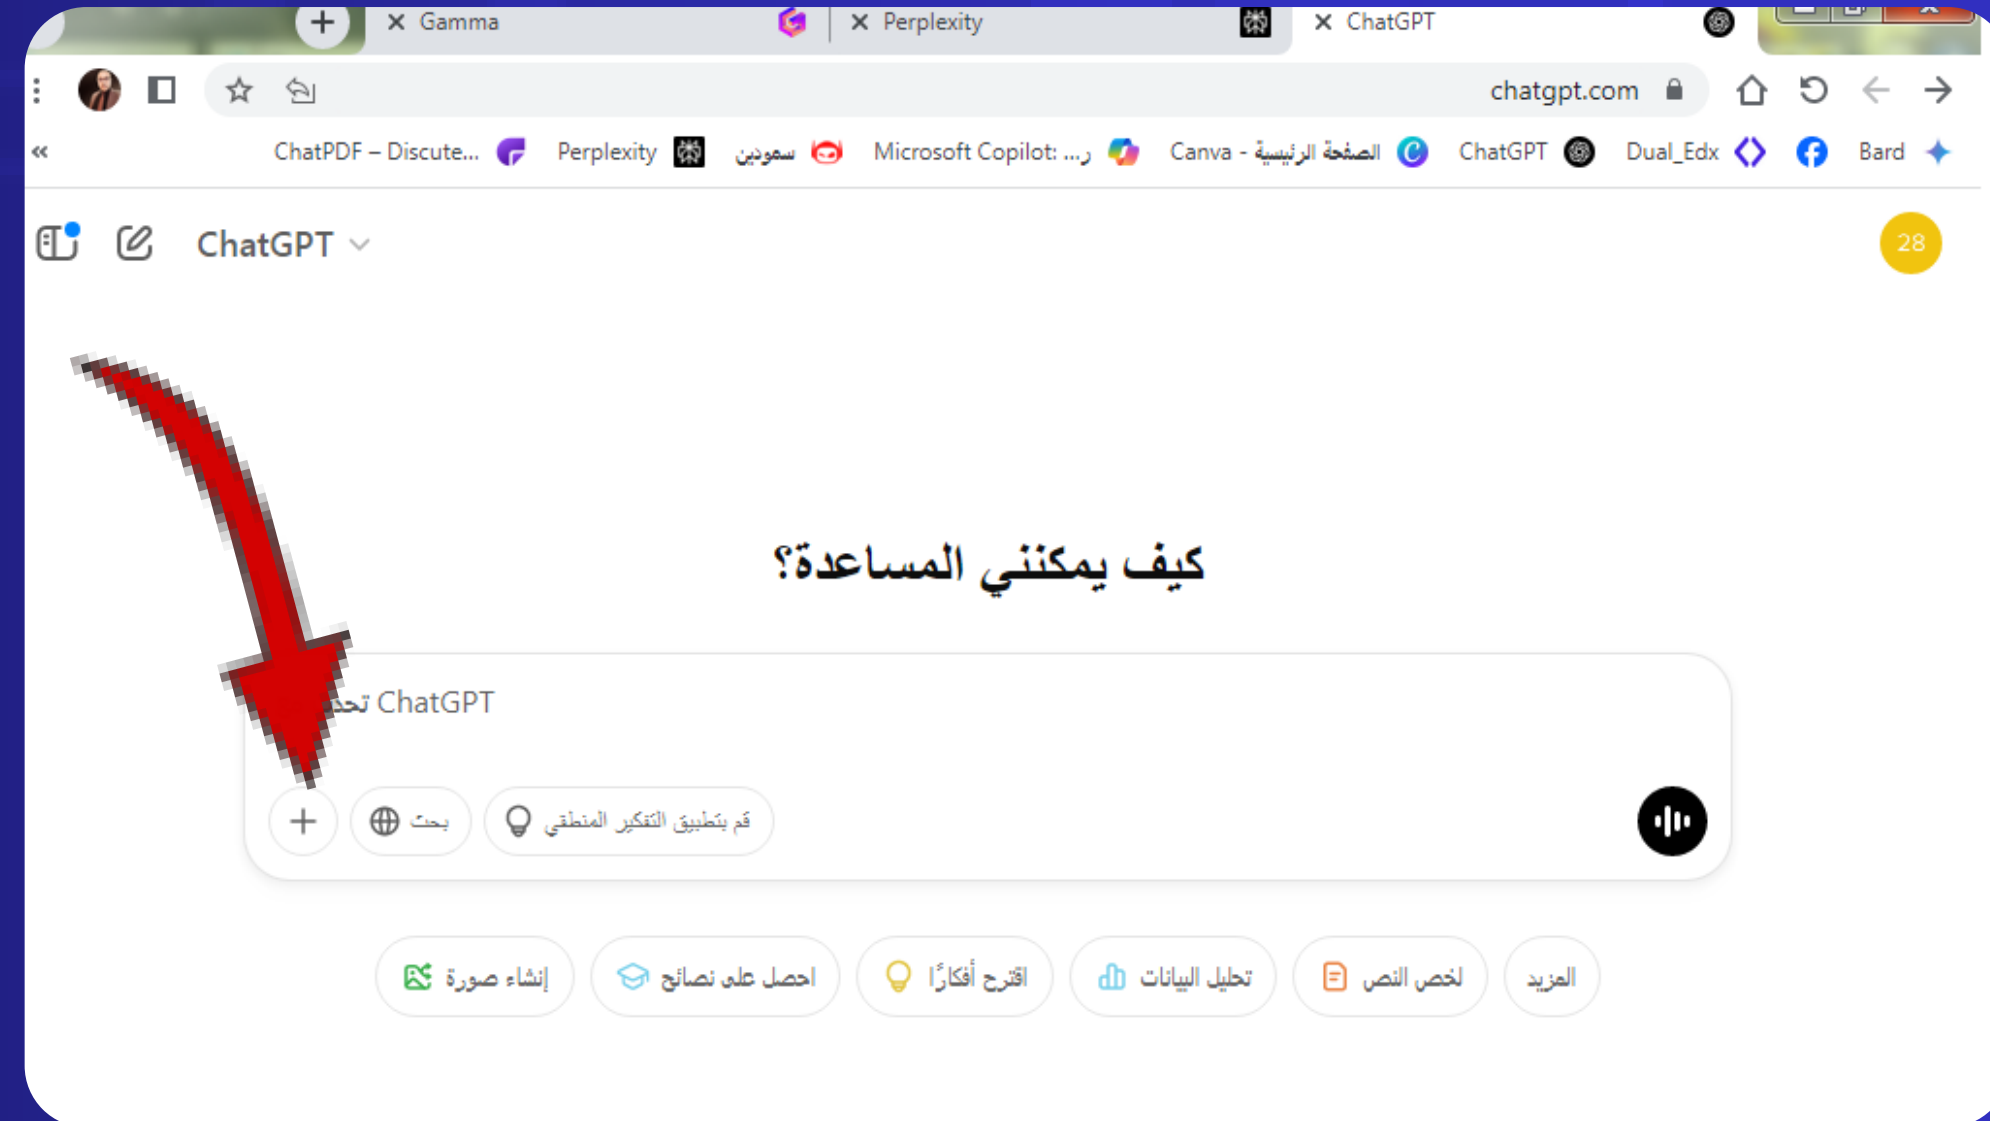 Gamma
Perplexity
ChatGPT
chatgpt.com
ChatPDF – Discute...
Perplexity
سعودين
Microsoft Copilot: ...ر
Canva - الصفحة الرئيسية
ChatGPT
Dual_Edx
Bard
ChatGPT
28
كيف يمكنني المساعدة؟
ChatGPT
بحث
قم بتطبيق التفكير المنطقي
إنشاء صورة
احصل على نصائح
اقترح أفكارًا
تحليل البيانات
لخص النص
المزيد